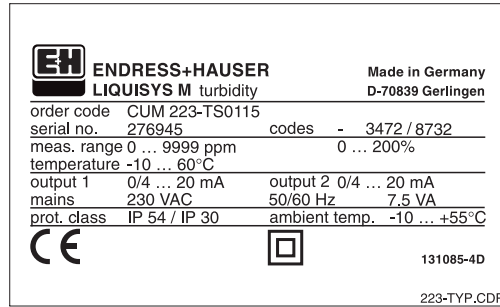 E+H ENDRESS+HAUSER Made in Germany
LIQUISYS M turbidity D-70839 Gerlingen
order code CUM 223-TS0115
serial no. 276945 codes - 3472 / 8732
meas. range 0 ... 9999 ppm 0 ... 200%
temperature -10 ... 60°C
output 1 0/4 ... 20 mA output 2 0/4 ... 20 mA
mains 230 VAC 50/60 Hz 7.5 VA
prot. class IP 54 / IP 30 ambient temp. -10 ... +55°C
CE 131085-4D
223-TYP.CDR